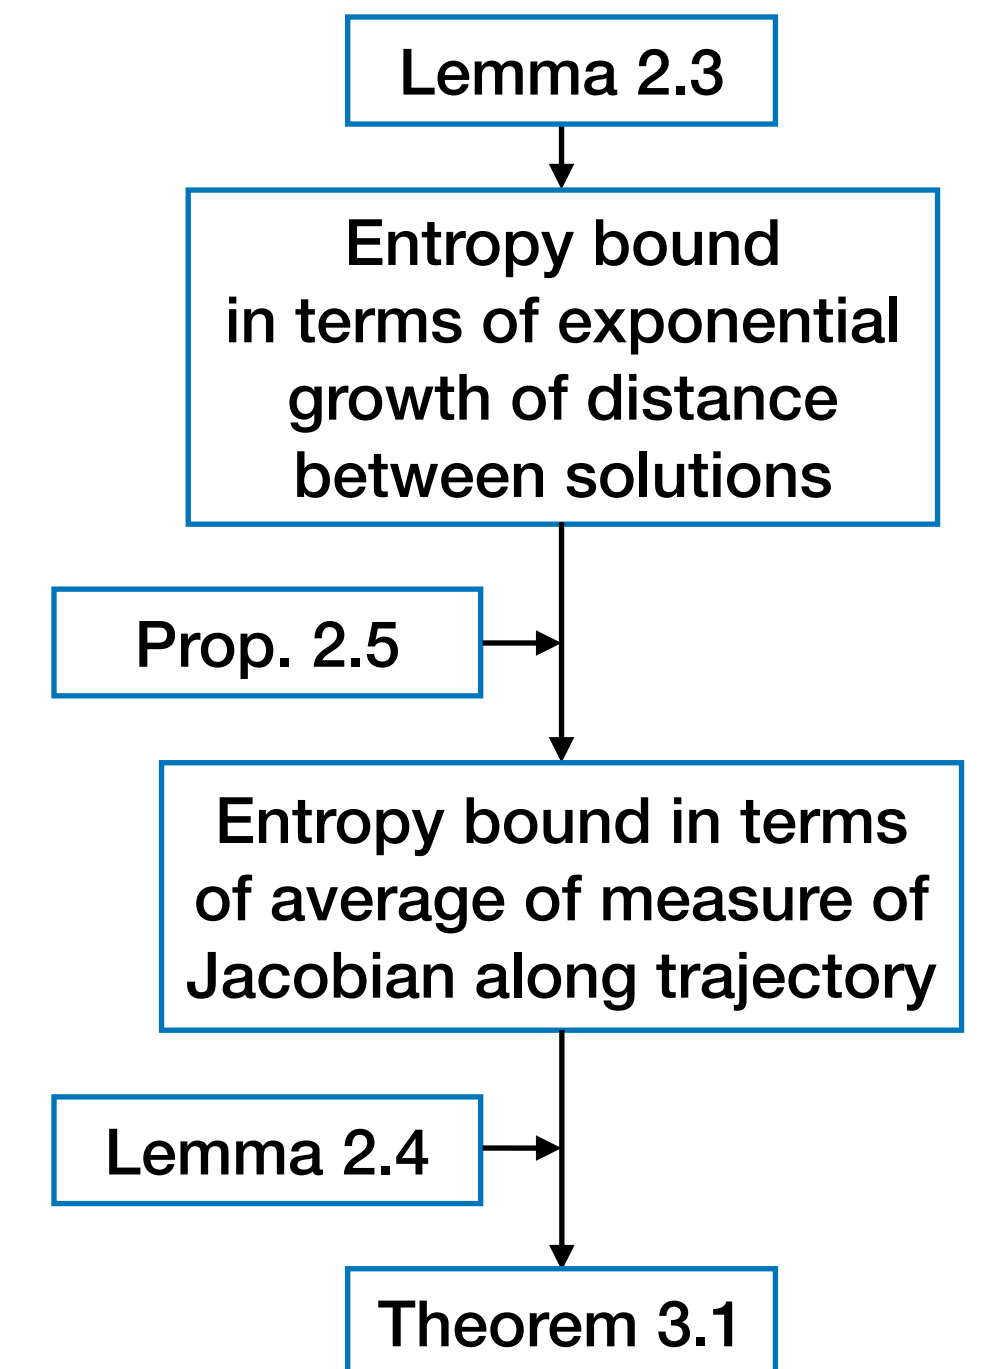 Lemma 2.3
Entropy bound
in terms of exponential
growth of distance
between solutions
Prop. 2.5
Entropy bound in terms
of average of measure of
Jacobian along trajectory
Lemma 2.4
Theorem 3.1